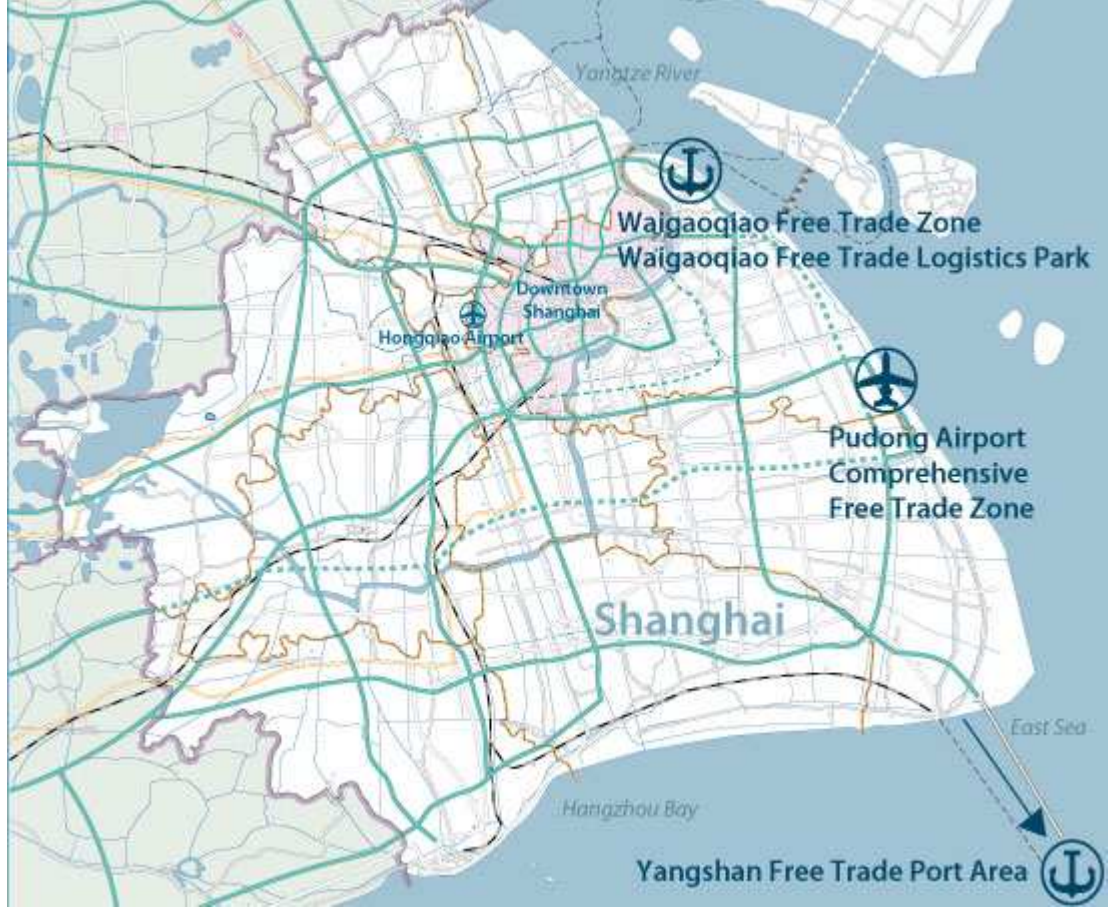 Yangtze River
Waigaoqiao Free Trade Zone
Waigaoqiao Free Trade Logistics Park
Downtown
Shanghai
Hongqiao Airport
Pudong Airport
Comprehensive
Free Trade Zone
Shanghai
East Sea
Hangzhou Bay
Yangshan Free Trade Port Area